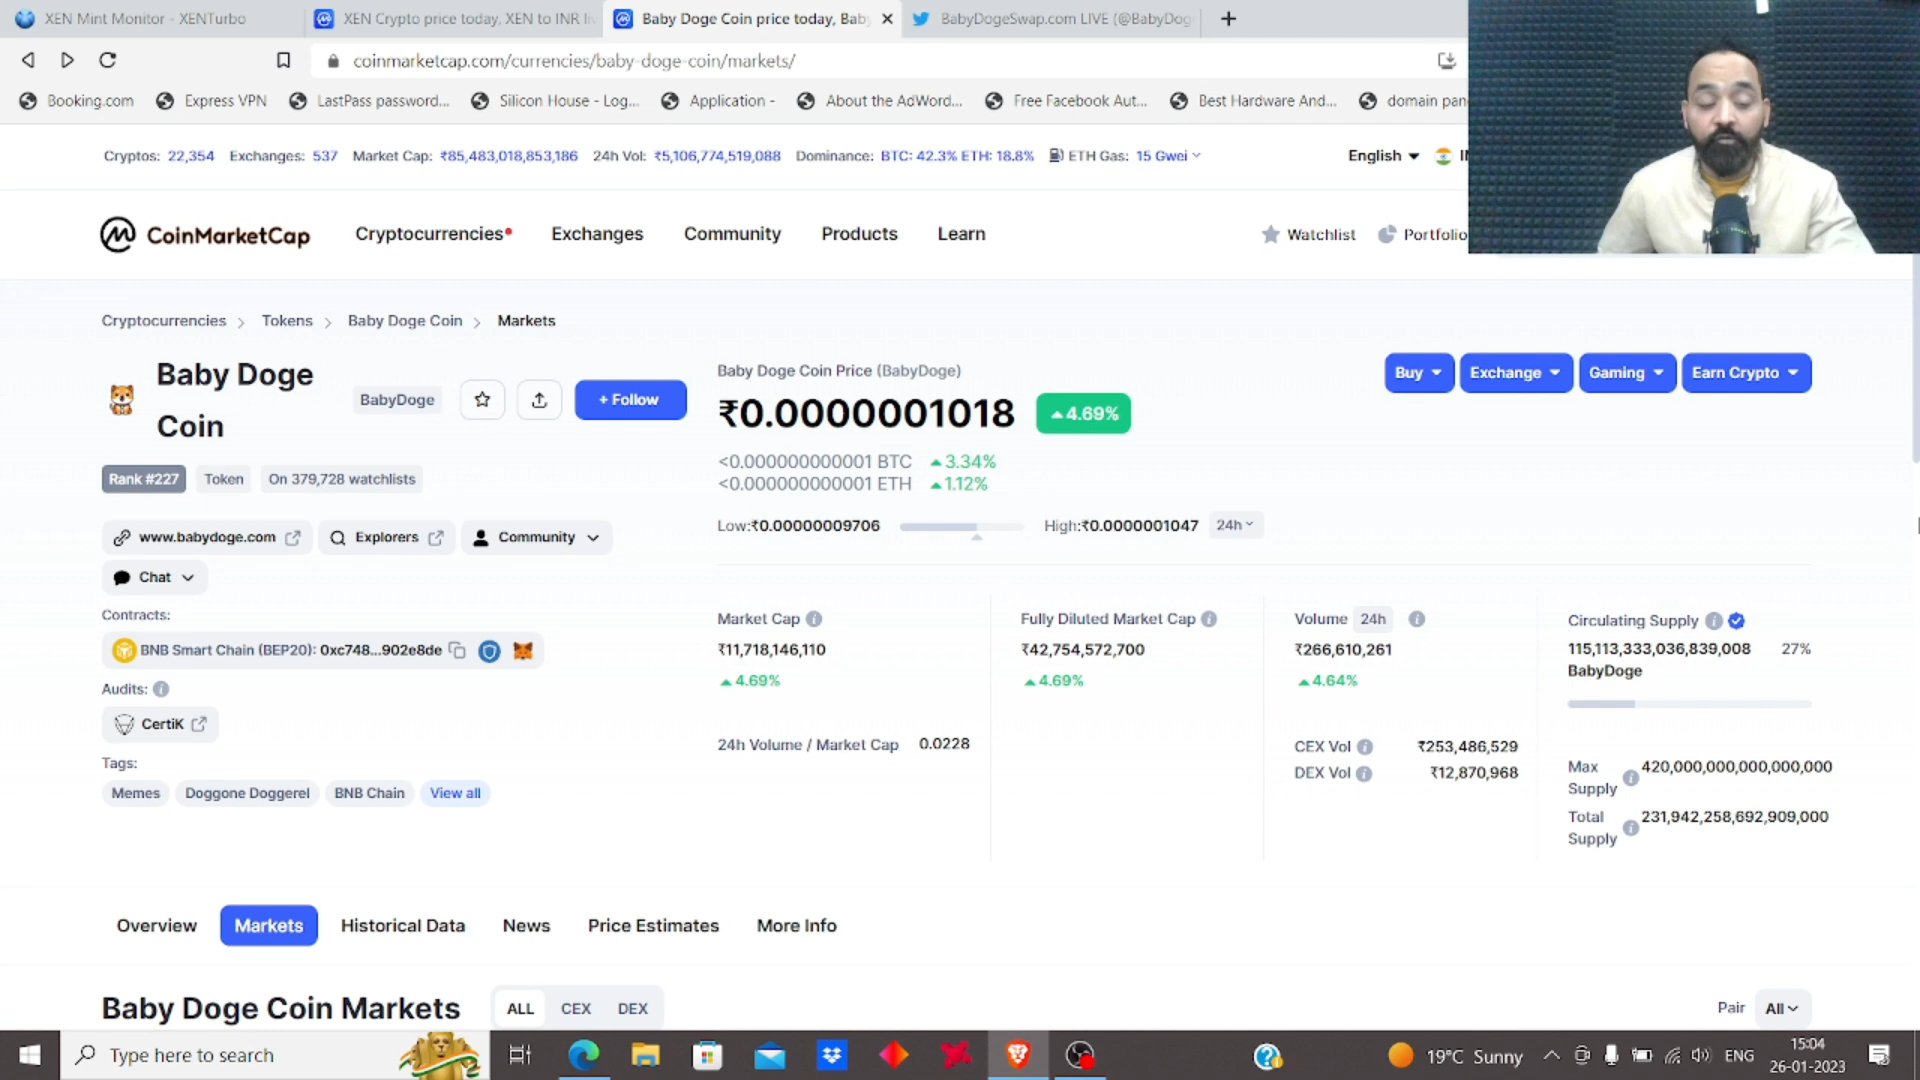 XEN Mint Monitor - XENTurbo
XEN Crypto price today, XEN to INR li
Baby Doge Coin price today, Bab
BabyDogeSwap.com LIVE (@BabyDog
coinmarketcap.com/currencies/baby-doge-coin/markets/
Booking.com
Express VPN
LastPass password...
Silicon House - Log...
Application -
About the AdWord...
Free Facebook Aut...
Best Hardware And...
domain pan
Cryptos: 22,354 Exchanges: 537 Market Cap: ₹85,483,018,853,186 24h Vol: ₹5,106,774,519,088 Dominance: BTC: 42.3% ETH: 18.8% ETH Gas: 15 Gwei
English
IN
CoinMarketCap
Cryptocurrencies
Exchanges
Community
Products
Learn
Watchlist
Portfolio
Cryptocurrencies > Tokens > Baby Doge Coin > Markets
Baby Doge
Coin
BabyDoge
+ Follow
Rank #227
Token
On 379,728 watchlists
www.babydoge.com
Explorers
Community
Chat
Contracts:
BNB Smart Chain (BEP20): 0xc748...902e8de
Audits:
CertiK
Tags:
Memes
Doggone Doggerel
BNB Chain
View all
Baby Doge Coin Price (BabyDoge)
₹0.0000001018
4.69%
<0.000000000001 BTC 3.34%
<0.000000000001 ETH 1.12%
Low:₹0.00000009706
High:₹0.0000001047
24h
Buy
Exchange
Gaming
Earn Crypto
Market Cap
₹11,718,146,110
4.69%
24h Volume / Market Cap 0.0228
Fully Diluted Market Cap
₹42,754,572,700
4.69%
Volume 24h
₹266,610,261
4.64%
CEX Vol ₹253,486,529
DEX Vol ₹12,870,968
Circulating Supply
115,113,333,036,839,008 27%
BabyDoge
Max Supply 420,000,000,000,000,000
Total Supply 231,942,258,692,909,000
Overview
Markets
Historical Data
News
Price Estimates
More Info
Baby Doge Coin Markets
ALL
CEX
DEX
Pair
All
Type here to search
19°C Sunny
ENG
15:04
26-01-2023